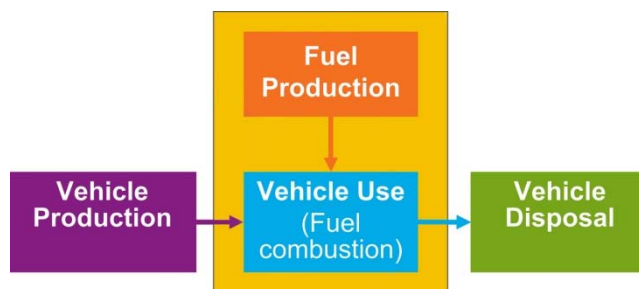 Fuel
Production
Vehicle
Production
Vehicle Use
(Fuel
combustion)
Vehicle
Disposal